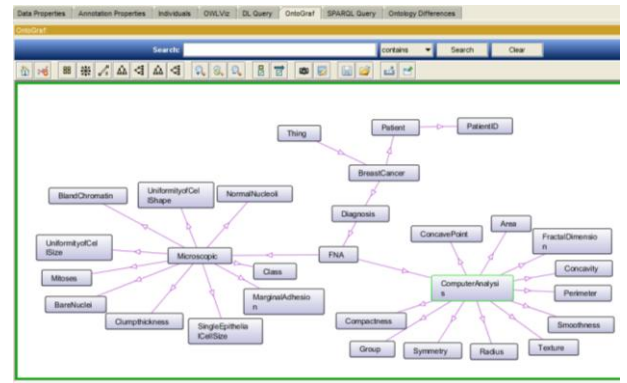 Data Properties Annotation Properties Individuals OWLViz DL Query OntoGraf SPARQL Query Ontology Differences
OntoGraf
Search: contains Search Clear
Thing
Patient
PatientID
BreastCancer
BlandChromatin
UniformityofCel
lShape
NormalNucleoli
Diagnosis
ConcavePoint
Area
FractalDimensio
n
UniformityofCel
lSize
Microscopic
FNA
Class
Concavity
Mitoses
ComputerAnalysi
s
Perimeter
BareNuclei
MarginalAdhesio
n
Clumpthickness
SingleEpithelia
lCellSize
Compactness
Smoothness
Group
Symmetry
Radius
Texture